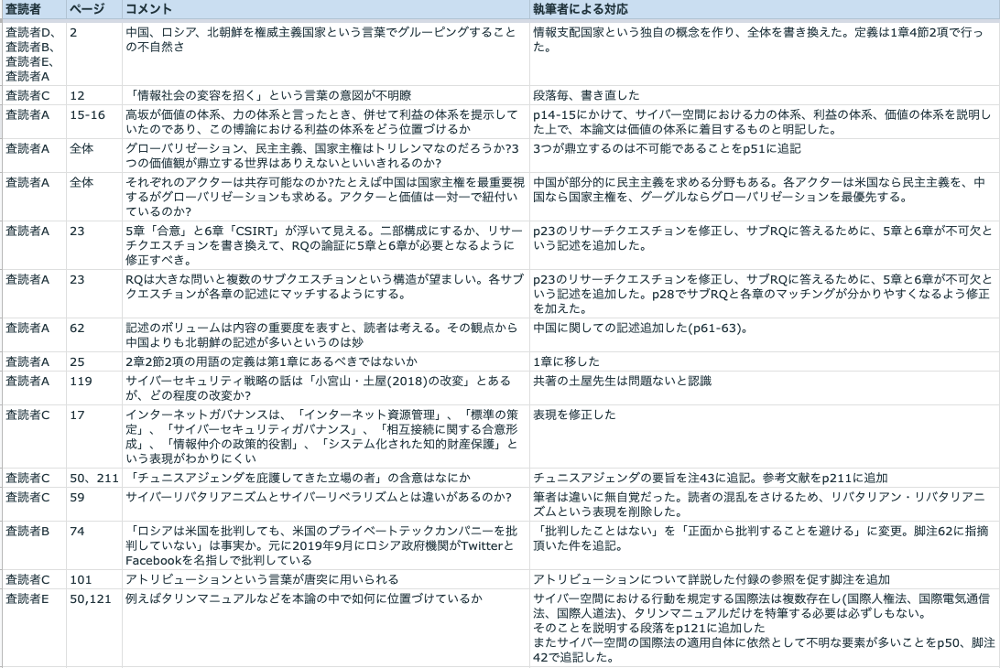 査読者 ページ コメント 執筆者による対応
査読者D、 2 中国、ロシア、北朝鮮を権威主義国家という言葉でグルーピングすること 情報支配国家という独自の概念を作り、全体を書き換えた。定義は1章4節2項で行っ
査読者B、 の不自然さ た。
査読者E、
査読者A
査読者C 12 「情報社会の変容を招く」という言葉の意図が不明瞭 段落毎、書き直した
査読者A 15-16 高坂が価値の体系、力の体系と言ったとき、併せて利益の体系を提示して p14-15にかけて、サイバー空間における力の体系、利益の体系、価値の体系を説明し
いたのであり、この博論における利益の体系をどう位置づけるか た上で、本論文は価値の体系に着目するものと明記した。
査読者A 全体 グローバリゼーション、民主主義、国家主権はトリレンマなのだろうか?3 3つが鼎立するのは不可能であることをp51に追記
つの価値観が鼎立する世界はありえないといいきれるのか?
査読者A 全体 それぞれのアクターは共存可能なのか?たとえば中国は国家主権を最重要視 中国が部分的に民主主義を求める分野もある。各アクターは米国なら民主主義を、中
するがグローバリゼーションも求める。アクターと価値は一対一で紐付い 国なら国家主権を、グーグルならグローバリゼーションを最優先する。
ているのか?
査読者A 23 5章「合意」と6章「CSIRT」が浮いて見える。二部構成にするか、リサー p23のリサーチクエスチョンを修正し、サブRQに答えるために、5章と6章が不可欠と
チクエスチョンを書き換えて、RQの論証に5章と6章が必要となるように いう記述を追加した。
修正すべき。
査読者A 23 RQは大きな問いと複数のサブクエスチョンという構造が望ましい。各サブ p23のリサーチクエスチョンを修正し、サブRQに答えるために、5章と6章が不可欠と
クエスチョンが各章の記述にマッチするようにする。 いう記述を追加した。p28でサブRQと各章のマッチングが分かりやすくなるよう修正
を加えた。
査読者A 62 記述のボリュームは内容の重要度を表すと、読者は考える。その観点から 中国に関しての記述追加した(p61-63)。
中国よりも北朝鮮の記述が多いというのは妙
査読者A 25 2章2節2項の用語の定義は第1章にあるべきではないか 1章に移した
査読者A 119 サイバーセキュリティ戦略の話は「小宮山・土屋(2018)の改変」とある 共著の土屋先生は問題ないと認識
が、どの程度の改変か?
査読者C 17 インターネットガバナンスは、「インターネット資源管理」、「標準の策 表現を修正した
定」、「サイバーセキュリティガバナンス」、「相互接続に関する合意形
成」、「情報仲介の政策的役割」、「システム化された知的財産保護」と
いう表現がわかりにくい
査読者C 50、211 「チュニスアジェンダを庇護してきた立場の者」の含意はなにか チュニスアジェンダの要旨を注43に追記。参考文献をp211に追加
査読者C 59 サイバーリバタリアニズムとサイバーリベラリズムとは違いがあるのか? 筆者は違いに無自覚だった。読者の混乱をさけるため、リバタリアン・リバタリアニ
ズムという表現を削除した。
査読者B 74 「ロシアは米国を批判しても、米国のプライベートテックカンパニーを批 「批判したことはない」を「正面から批判することを避ける」に変更。脚注62に指摘
判していない」は事実か。元に2019年9月にロシア政府機関がTwitterと 頂いた件を追記。
Facebookを名指しで批判している
査読者C 101 アトリビューションという言葉が唐突に用いられる アトリビューションについて詳説した付録の参照を促す脚注を追加
査読者E 50,121 例えばタリンマニュアルなどを本論の中で如何に位置づけているか サイバー空間における行動を規定する国際法は複数存在し(国際人権法、国際電気通信
法、国際人道法)、タリンマニュアルだけを特筆する必要は必ずしもない。
そのことを説明する段落をp121に追加した
またサイバー空間の国際法の適用自体に依然として不明な要素が多いことをp50、脚注
42で追記した。